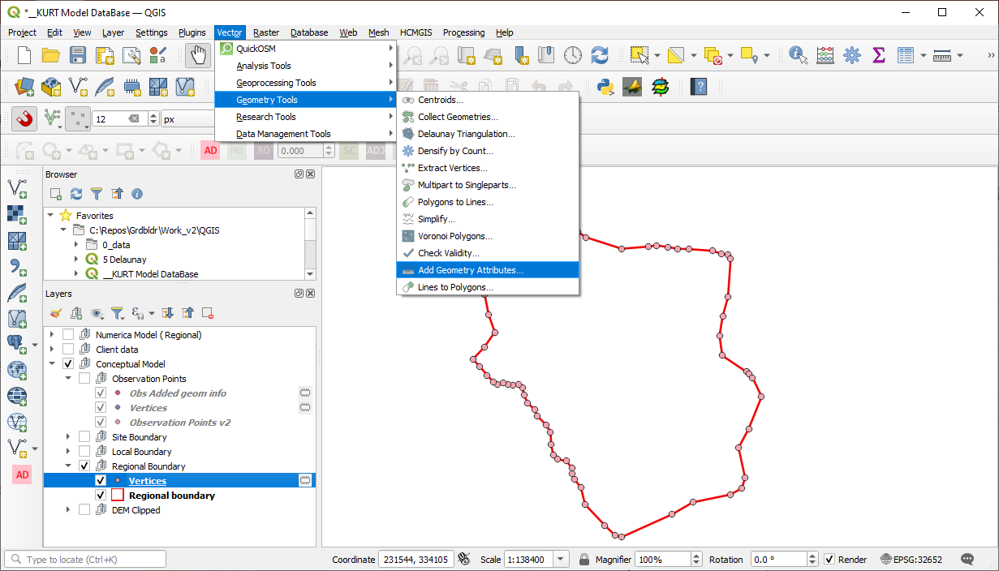 *__KURT Model DataBase — QGIS
Project Edit View Layer Settings Plugins Vector Raster Database Web Mesh HCMGIS Processing Help
QuickOSM
Analysis Tools
Geoprocessing Tools
Geometry Tools
Research Tools
Data Management Tools
Centroids...
Collect Geometries...
Delaunay Triangulation...
Densify by Count...
Extract Vertices...
Multipart to Singleparts...
Polygons to Lines...
Simplify...
Voronoi Polygons...
Check Validity...
Add Geometry Attributes...
Lines to Polygons...
12 px
AD MO RO 0.000 SC ADJ
Browser
Favorites
C:\Repos\Grdbldr\Work_v2\QGIS
0_data
5 Delaunay
__KURT Model DataBase
Layers
Numerica Model ( Regional)
Client data
Conceptual Model
Observation Points
Obs Added geom info
Vertices
Observation Points v2
Site Boundary
Local Boundary
Regional Boundary
Vertices
Regional boundary
DEM Clipped
AD
Type to locate (Ctrl+K) Coordinate 231544, 334105 Scale 1:138400 Magnifier 100% Rotation 0.0 ° Render EPSG:32652